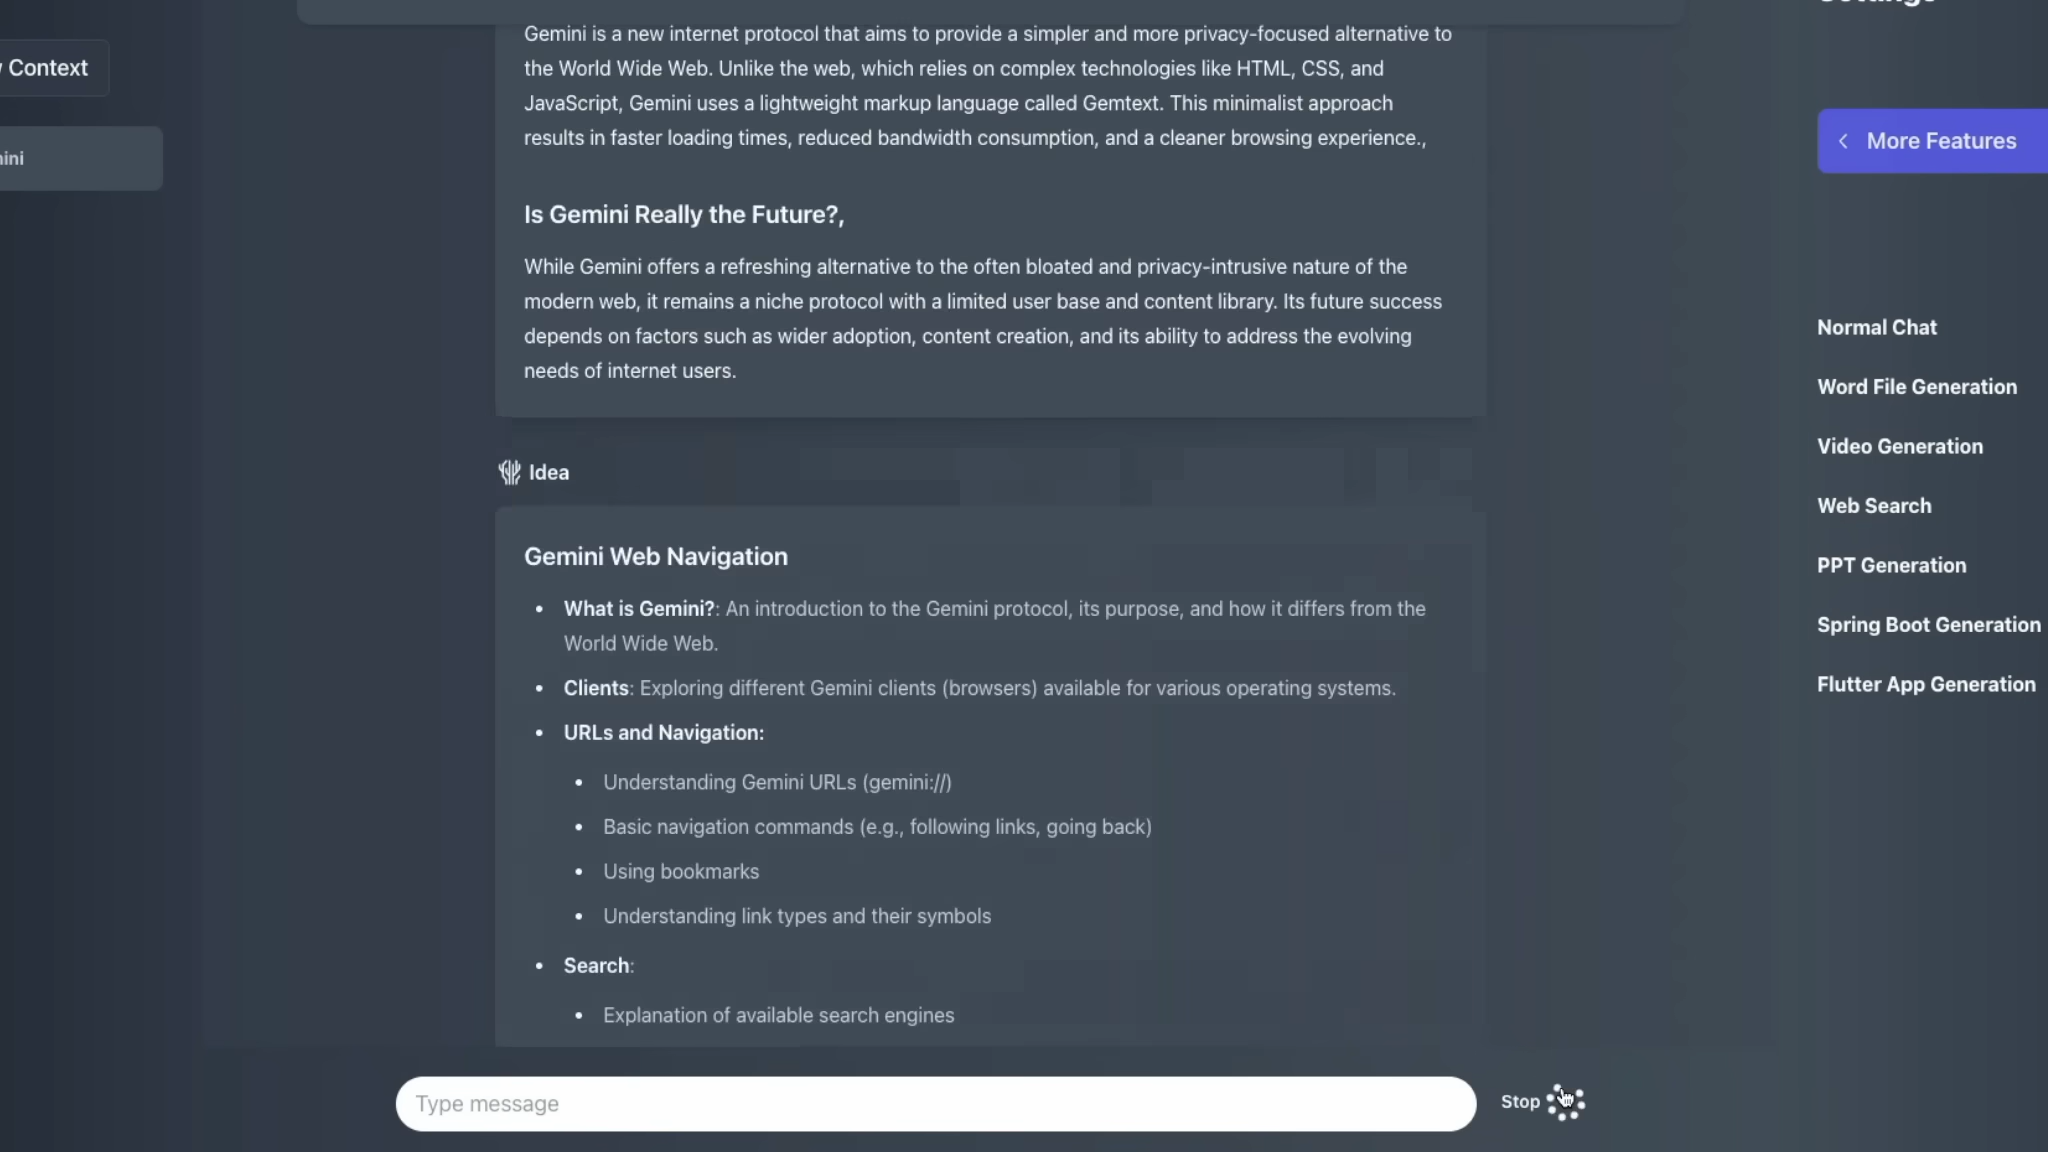 Context
Gemini is a new internet protocol that aims to provide a simpler and more privacy-focused alternative to
the World Wide Web. Unlike the web, which relies on complex technologies like HTML, CSS, and
JavaScript, Gemini uses a lightweight markup language called Gemtext. This minimalist approach
results in faster loading times, reduced bandwidth consumption, and a cleaner browsing experience.,
Is Gemini Really the Future?,
While Gemini offers a refreshing alternative to the often bloated and privacy-intrusive nature of the
modern web, it remains a niche protocol with a limited user base and content library. Its future success
depends on factors such as wider adoption, content creation, and its ability to address the evolving
needs of internet users.
Idea
Gemini Web Navigation
• What is Gemini?: An introduction to the Gemini protocol, its purpose, and how it differs from the
World Wide Web.
• Clients: Exploring different Gemini clients (browsers) available for various operating systems.
• URLs and Navigation:
• Understanding Gemini URLs (gemini://)
• Basic navigation commands (e.g., following links, going back)
• Using bookmarks
• Understanding link types and their symbols
• Search:
• Explanation of available search engines
Type message
Stop
More Features
Normal Chat
Word File Generation
Video Generation
Web Search
PPT Generation
Spring Boot Generation
Flutter App Generation